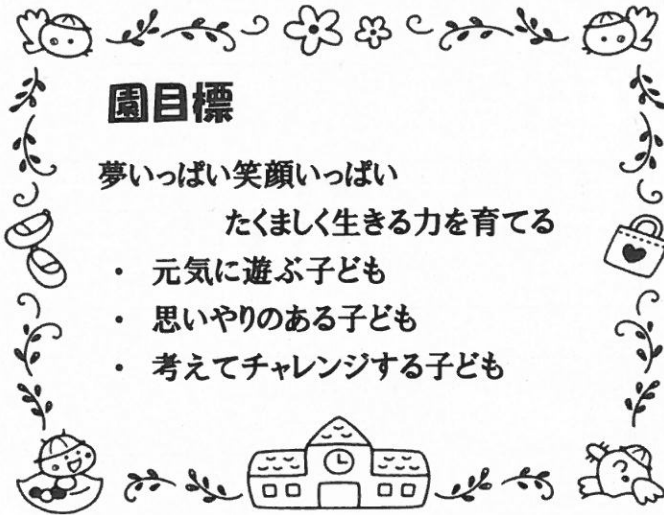 園目標
夢いっぱい笑顔いっぱい
たくましく生きる力を育てる
・ 元気に遊ぶ子ども
・ 思いやりのある子ども
・ 考えてチャレンジする子ども